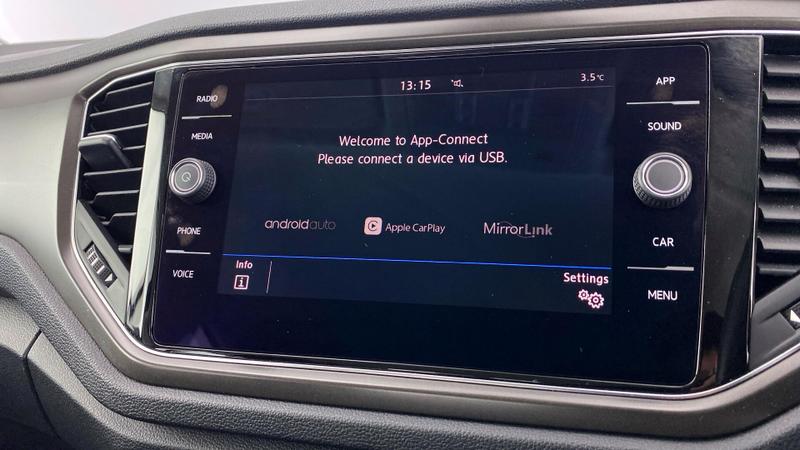 13:15
3.5°C
RADIO
MEDIA
PHONE
VOICE
Welcome to App-Connect
Please connect a device via USB.
androidauto
Apple CarPlay
MirrorLink
Info
i
Settings
APP
SOUND
CAR
MENU